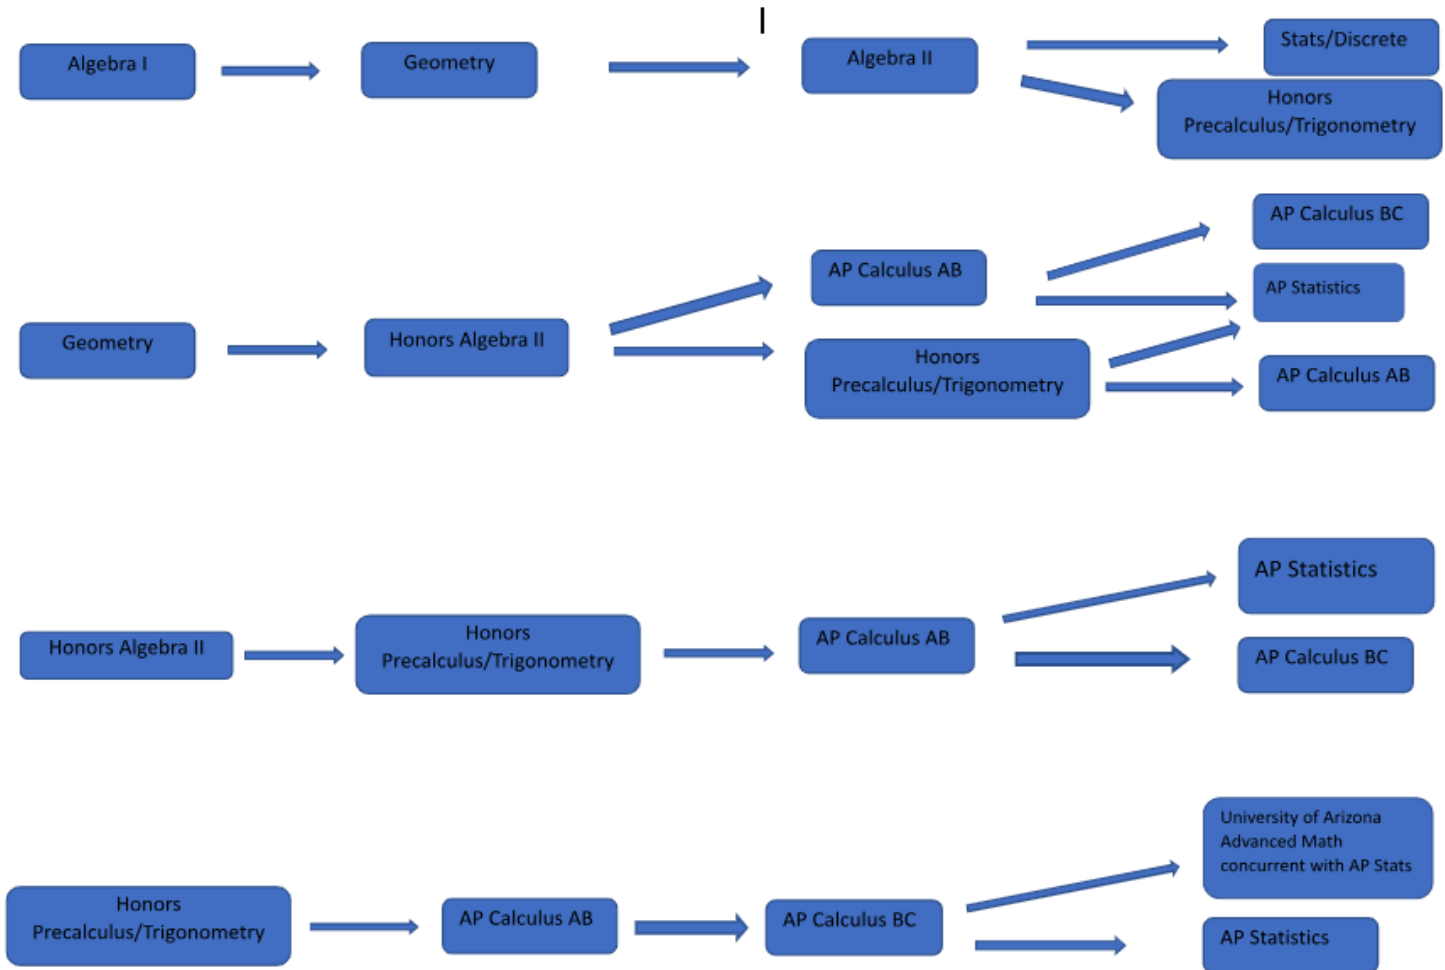 Algebra I
Geometry
Algebra II
Stats/Discrete
Honors
Precalculus/Trigonometry
Geometry
Honors Algebra II
AP Calculus AB
Honors
Precalculus/Trigonometry
AP Calculus BC
AP Statistics
AP Calculus AB
Honors Algebra II
Honors
Precalculus/Trigonometry
AP Calculus AB
AP Statistics
AP Calculus BC
Honors
Precalculus/Trigonometry
AP Calculus AB
AP Calculus BC
University of Arizona
Advanced Math
concurrent with AP Stats
AP Statistics